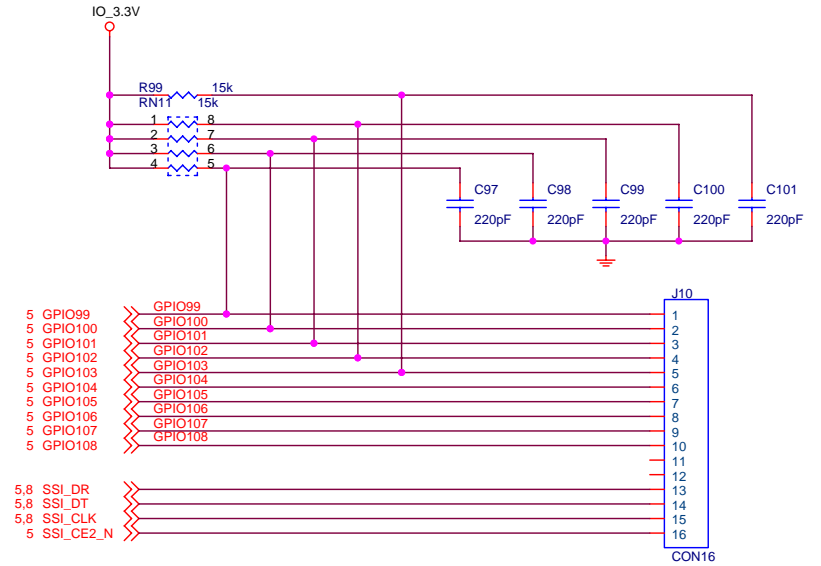 IO_3.3V
R99 15k
RN11 15k
1 8
2 7
3 6
4 5
C97 C98 C99 C100 C101
220pF 220pF 220pF 220pF 220pF
J10
5 GPIO99 GPIO99 1
5 GPIO100 GPIO100 2
5 GPIO101 GPIO101 3
5 GPIO102 GPIO102 4
5 GPIO103 GPIO103 5
5 GPIO104 GPIO104 6
5 GPIO105 GPIO105 7
5 GPIO106 GPIO106 8
5 GPIO107 GPIO107 9
5 GPIO108 GPIO108 10
11
12
5,8 SSI_DR 13
5,8 SSI_DT 14
5,8 SSI_CLK 15
5 SSI_CE2_N 16
CON16